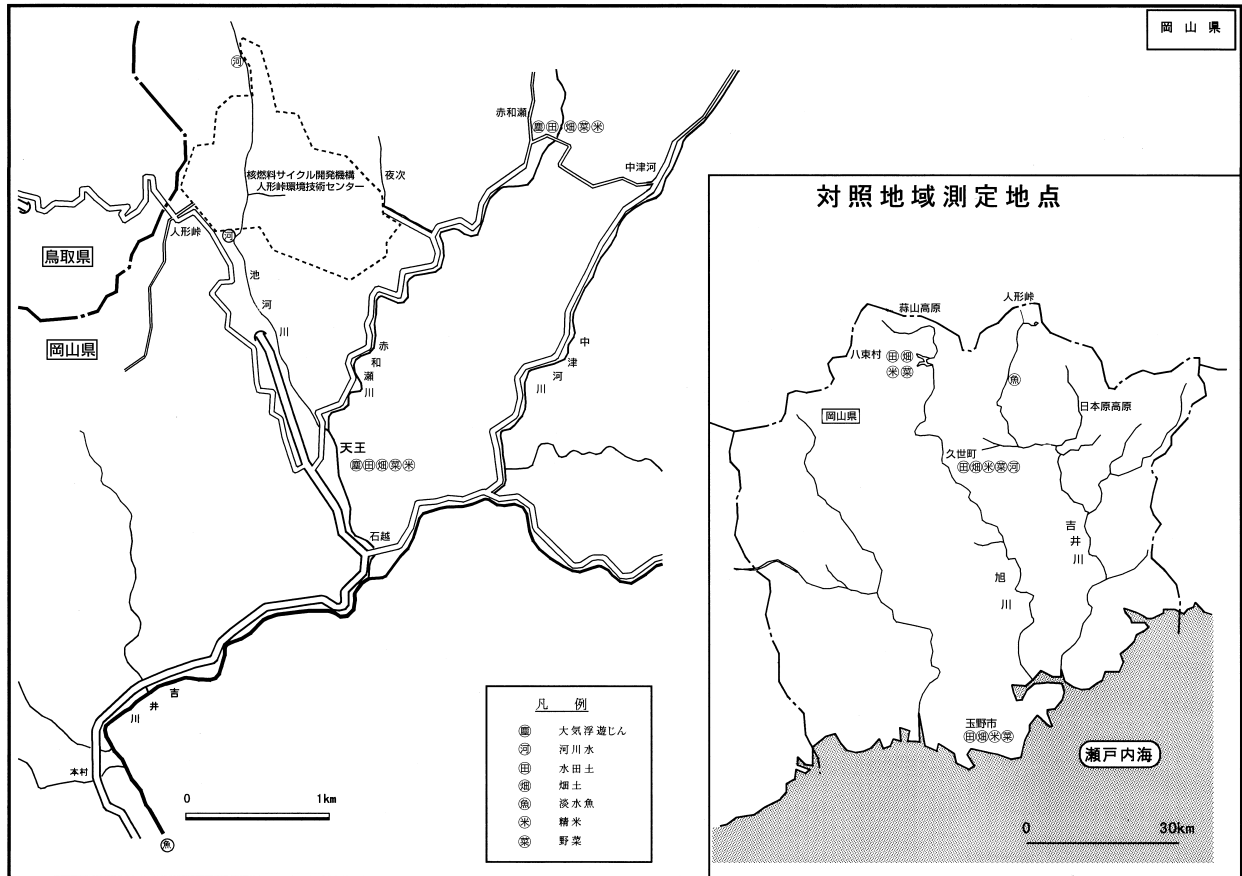 岡山県
河
赤和瀬
塵田畑菜米
中津河
核燃料サイクル開発機構
人形峠環境技術センター
夜次
人形峠
河
鳥取県
岡山県
池河川
赤和瀬川
中津河川
天王
塵田畑菜米
石越
吉井川
本村
魚
0 1km
凡例
塵 大気浮遊じん
河 河川水
田 水田土
畑 畑土
魚 淡水魚
米 精米
菜 野菜
対照地域測定地点
人形峠
蒜山高原
八束村 田畑
米菜
魚
日本原高原
岡山県
久世町
田畑米菜河
吉井川
旭川
玉野市
田畑米菜
瀬戸内海
0 30km